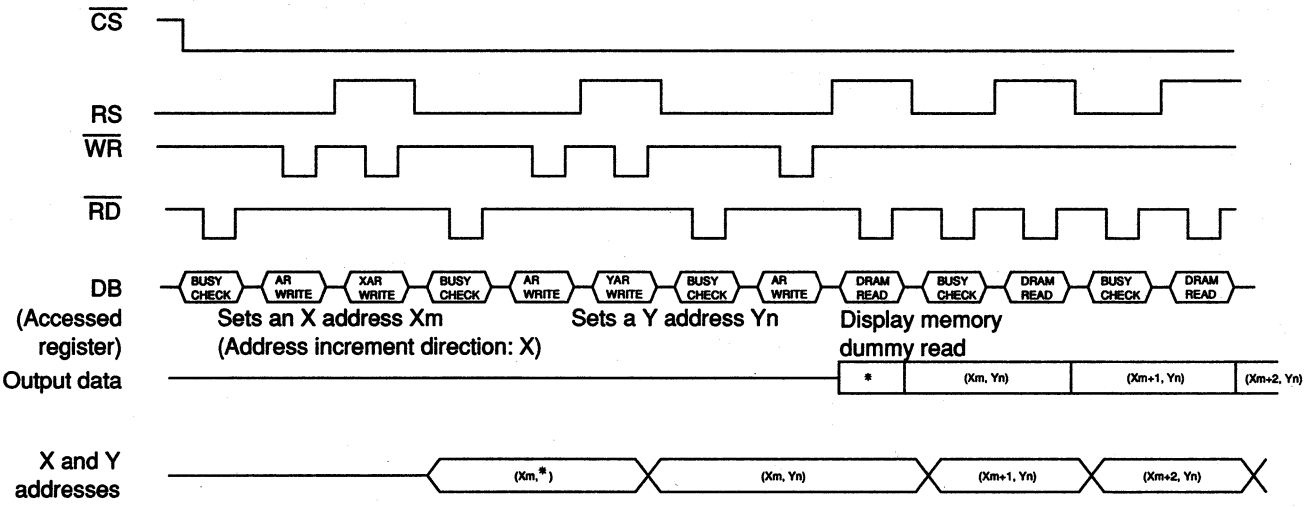 CS
RS
WR
RD
DB
(Accessed
register)
BUSY
CHECK
AR
WRITE
XAR
WRITE
BUSY
CHECK
AR
WRITE
YAR
WRITE
BUSY
CHECK
AR
WRITE
DRAM
READ
BUSY
CHECK
DRAM
READ
BUSY
CHECK
DRAM
READ
Sets an X address Xm
(Address increment direction: X)
Sets a Y address Yn
Display memory
dummy read
Output data
*
(Xm, Yn)
(Xm+1, Yn)
(Xm+2, Yn)
X and Y
addresses
(Xm,*)
(Xm, Yn)
(Xm+1, Yn)
(Xm+2, Yn)